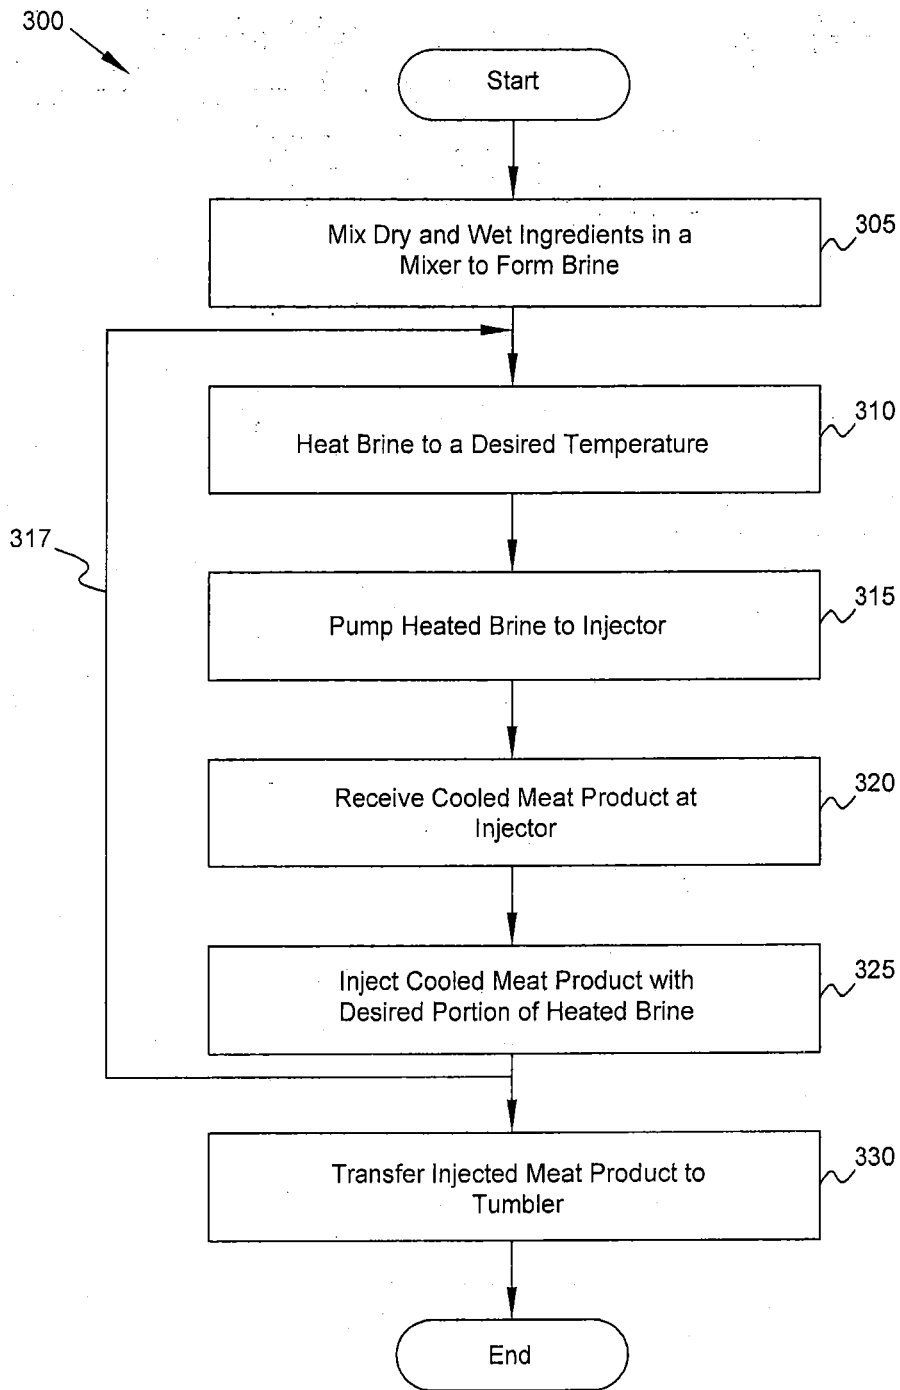 300
Start
Mix Dry and Wet Ingredients in a
Mixer to Form Brine
305
Heat Brine to a Desired Temperature
310
317
Pump Heated Brine to Injector
315
Receive Cooled Meat Product at
Injector
320
Inject Cooled Meat Product with
Desired Portion of Heated Brine
325
Transfer Injected Meat Product to
Tumbler
330
End